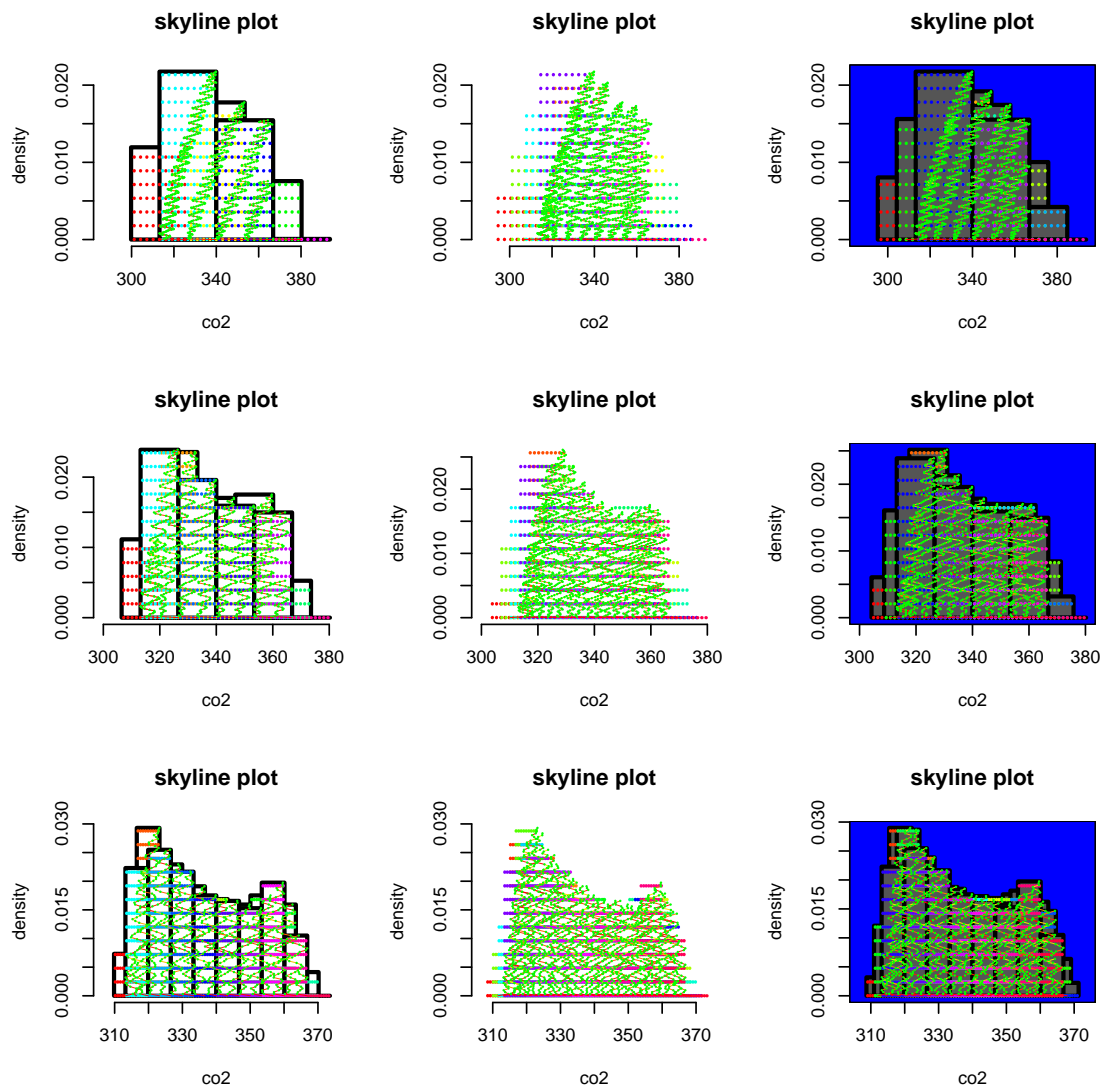 skyline plot skyline plot skyline plot
density density density
0.000 0.010 0.020 0.000 0.010 0.020 0.000 0.010 0.020
300 340 380 300 340 380 300 340 380
co2 co2 co2
skyline plot skyline plot skyline plot
density density density
0.000 0.010 0.020 0.000 0.010 0.020 0.000 0.010 0.020
300 320 340 360 380 300 320 340 360 380 300 320 340 360 380
co2 co2 co2
skyline plot skyline plot skyline plot
density density density
0.000 0.015 0.030 0.000 0.015 0.030 0.000 0.015 0.030
310 330 350 370 310 330 350 370 310 330 350 370
co2 co2 co2